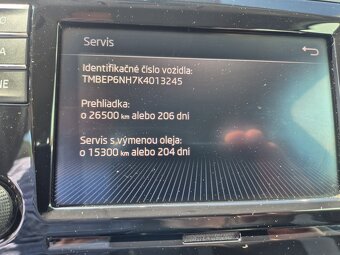 Servis
Identifikačné číslo vozidla:
TMBEP6NH7K4013245
Prehliadka:
o 26500 km alebo 206 dní
Servis s výmenou oleja:
o 15300 km alebo 204 dní